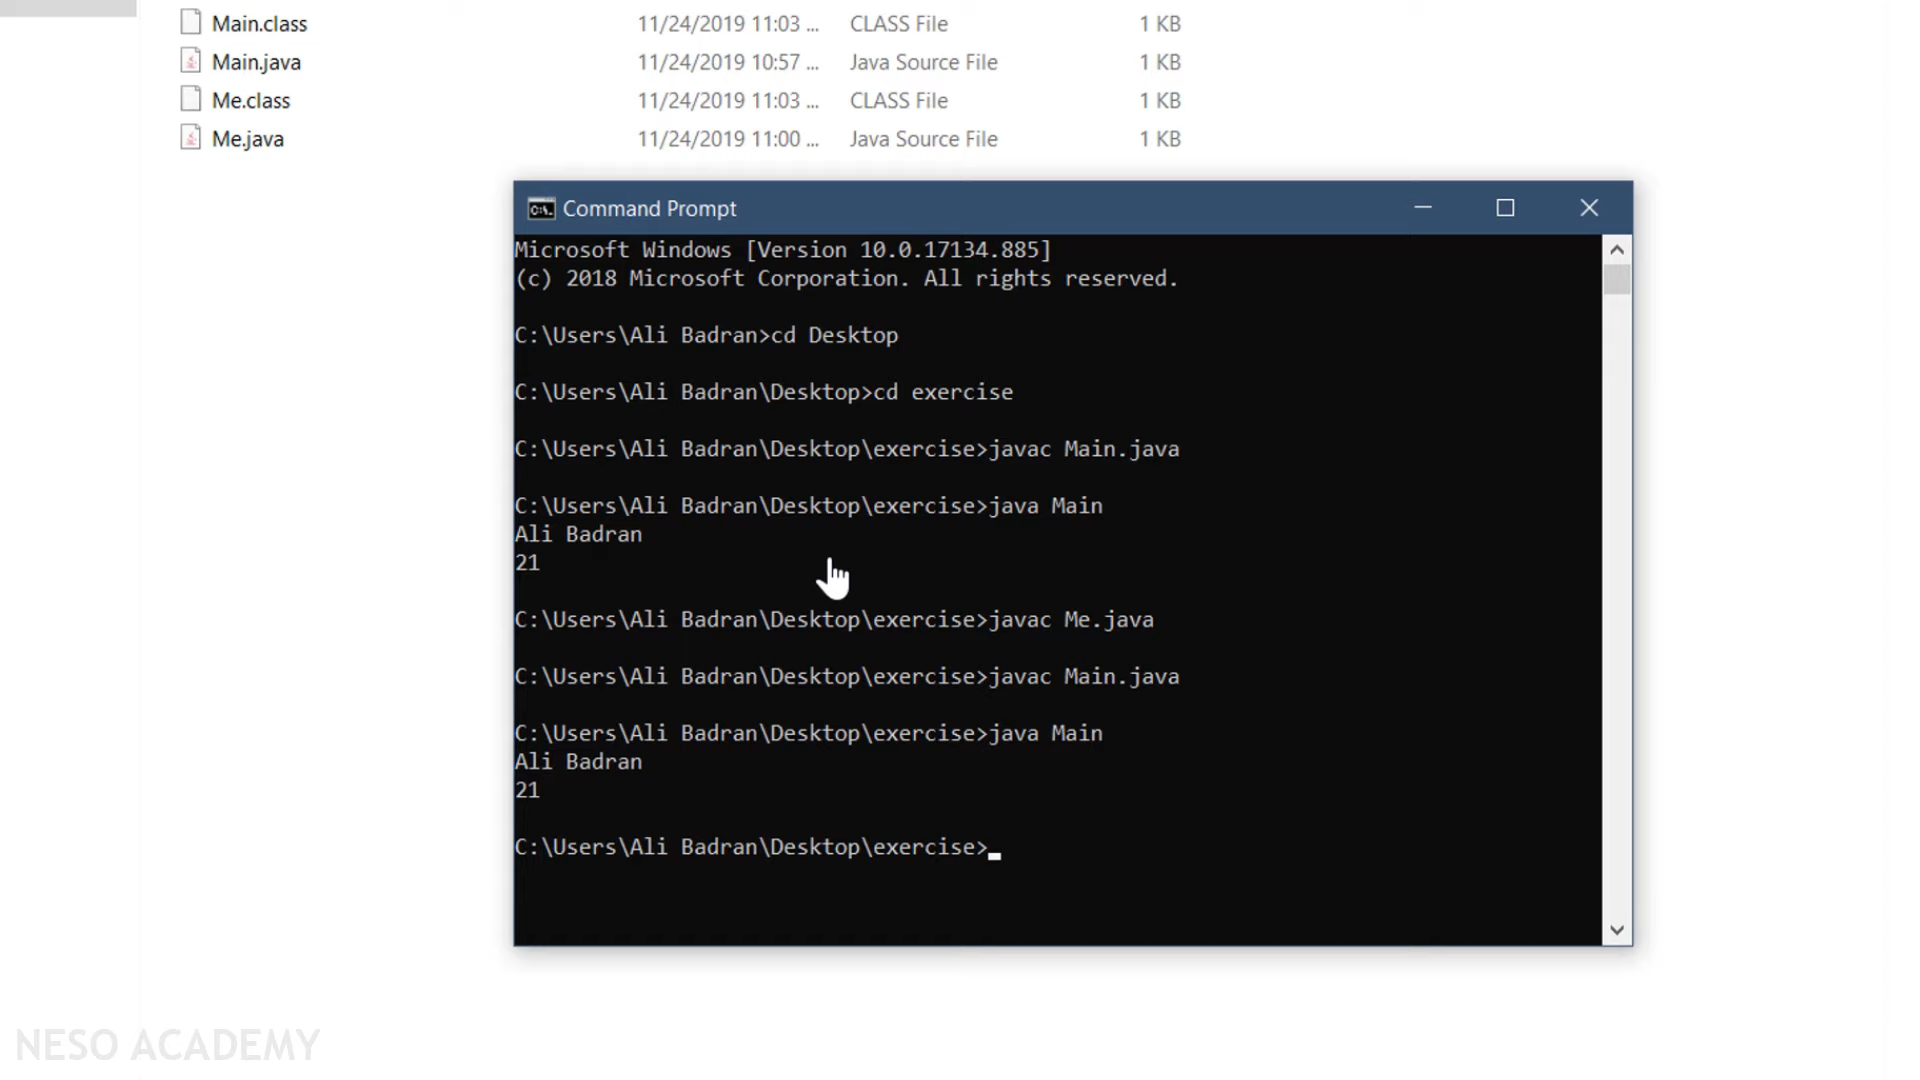 Main.class 11/24/2019 11:03 ... CLASS File 1 KB
Main.java 11/24/2019 10:57 ... Java Source File 1 KB
Me.class 11/24/2019 11:03 ... CLASS File 1 KB
Me.java 11/24/2019 11:00 ... Java Source File 1 KB
C:\. Command Prompt
Microsoft Windows [Version 10.0.17134.885]
(c) 2018 Microsoft Corporation. All rights reserved.
C:\Users\Ali Badran>cd Desktop
C:\Users\Ali Badran\Desktop>cd exercise
C:\Users\Ali Badran\Desktop\exercise>javac Main.java
C:\Users\Ali Badran\Desktop\exercise>java Main
Ali Badran
21
C:\Users\Ali Badran\Desktop\exercise>javac Me.java
C:\Users\Ali Badran\Desktop\exercise>javac Main.java
C:\Users\Ali Badran\Desktop\exercise>java Main
Ali Badran
21
C:\Users\Ali Badran\Desktop\exercise>
NESO ACADEMY